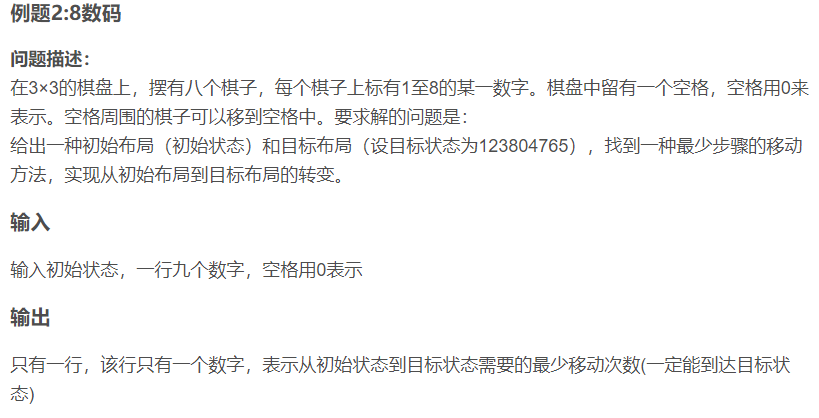 例题2:8数码
问题描述：
在3×3的棋盘上，摆有八个棋子，每个棋子上标有1至8的某一数字。棋盘中留有一个空格，空格用0来
表示。空格周围的棋子可以移到空格中。要求解的问题是：
给出一种初始布局（初始状态）和目标布局（设目标状态为123804765），找到一种最少步骤的移动
方法，实现从初始布局到目标布局的转变。
输入
输入初始状态，一行九个数字，空格用0表示
输出
只有一行，该行只有一个数字，表示从初始状态到目标状态需要的最少移动次数(一定能到达目标状
态)